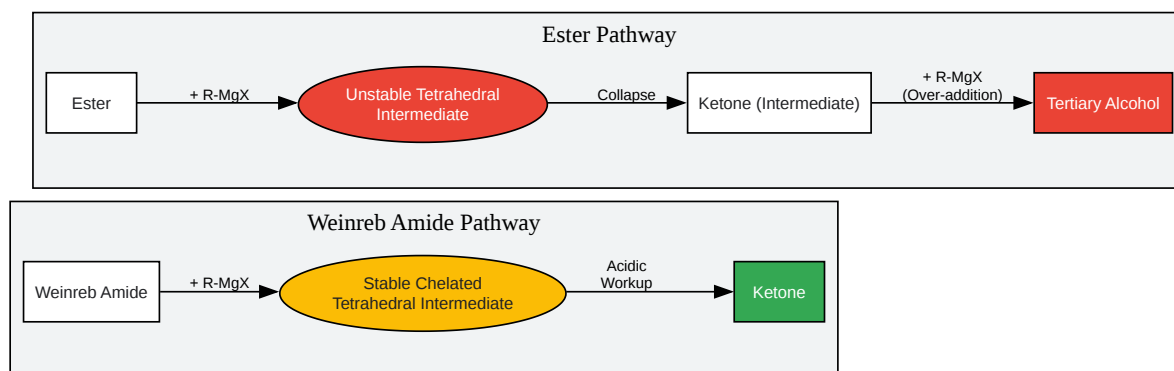 Ester Pathway
Ester
+ R-MgX
Unstable Tetrahedral
Intermediate
Collapse
Ketone (Intermediate)
+ R-MgX
(Over-addition)
Tertiary Alcohol
Weinreb Amide Pathway
Weinreb Amide
+ R-MgX
Stable Chelated
Tetrahedral Intermediate
Acidic
Workup
Ketone